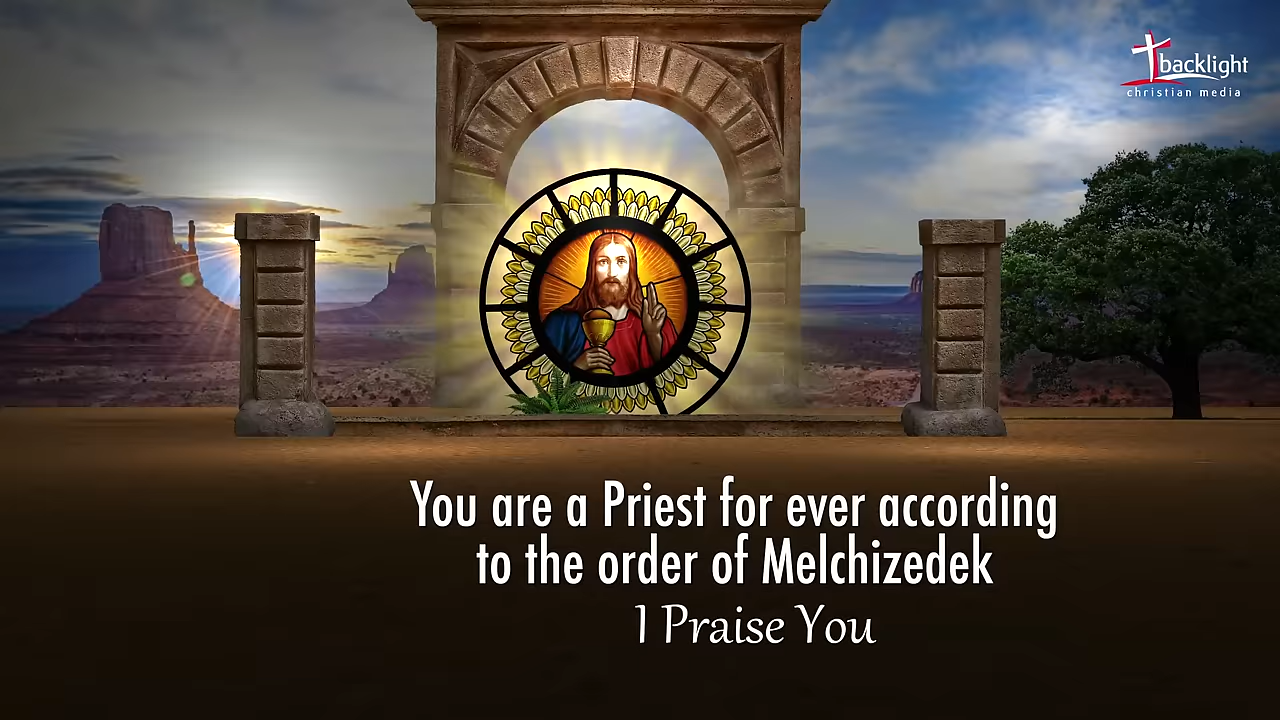 backlight
christian media
You are a Priest for ever according
to the order of Melchizedek
I Praise You